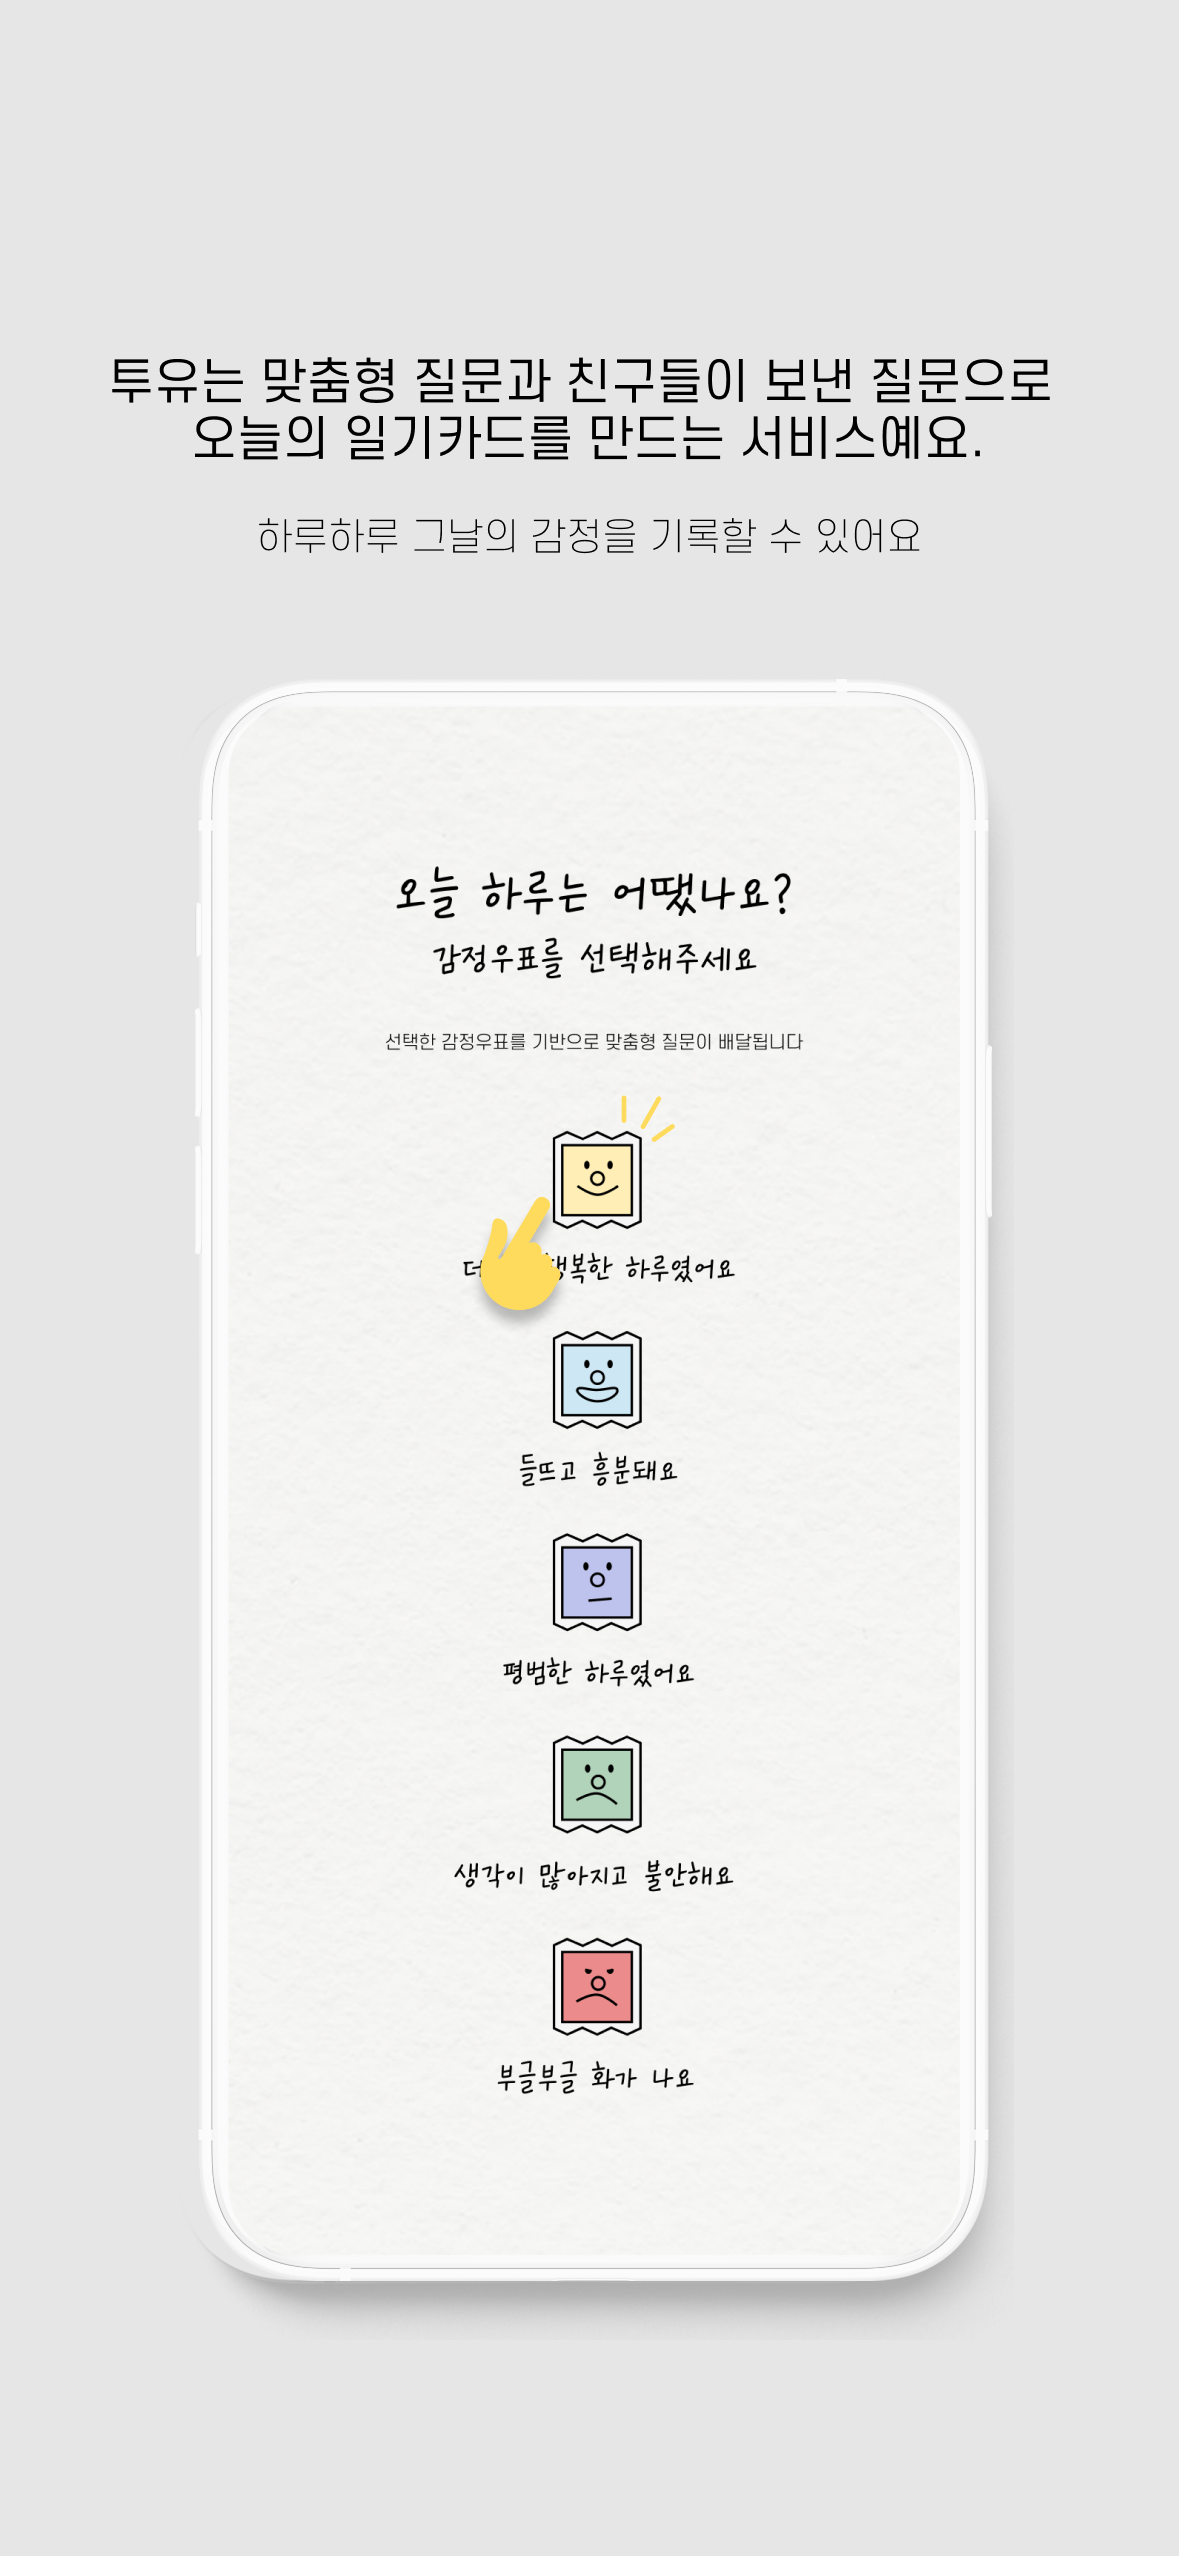 투유는 맞춤형 질문과 친구들이 보낸 질문으로
오늘의 일기카드를 만드는 서비스예요.
하루하루 그날의 감정을 기록할 수 있어요
오늘 하루는 어땠나요?
감정우표를 선택해주세요
선택한 감정우표를 기반으로 맞춤형 질문이 배달됩니다
하루였어요
들뜨고 흥분돼요
평범한 하루였어요
생각이 많아지고 불안해요
부글부글 화가 나요